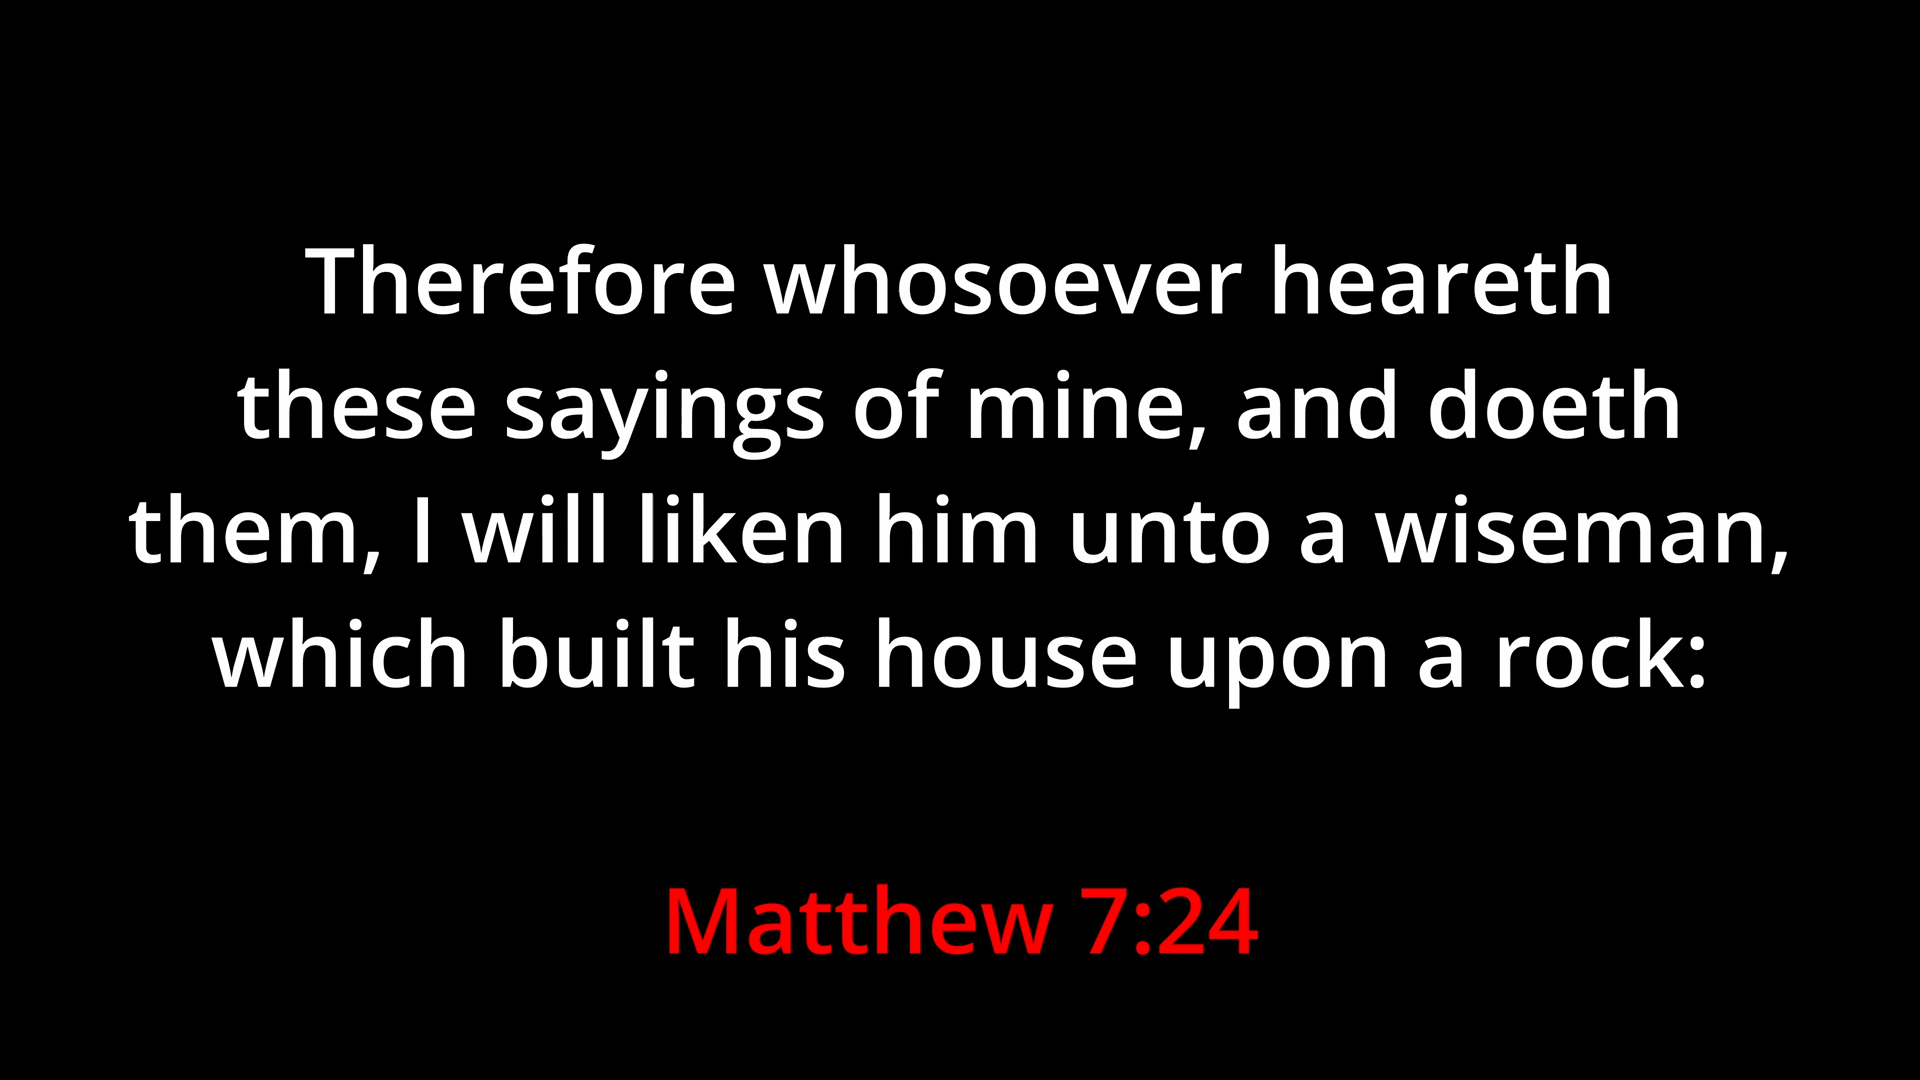 Therefore whosoever heareth
these sayings of mine, and doeth
them, I will liken him unto a wiseman,
which built his house upon a rock:
Matthew 7:24